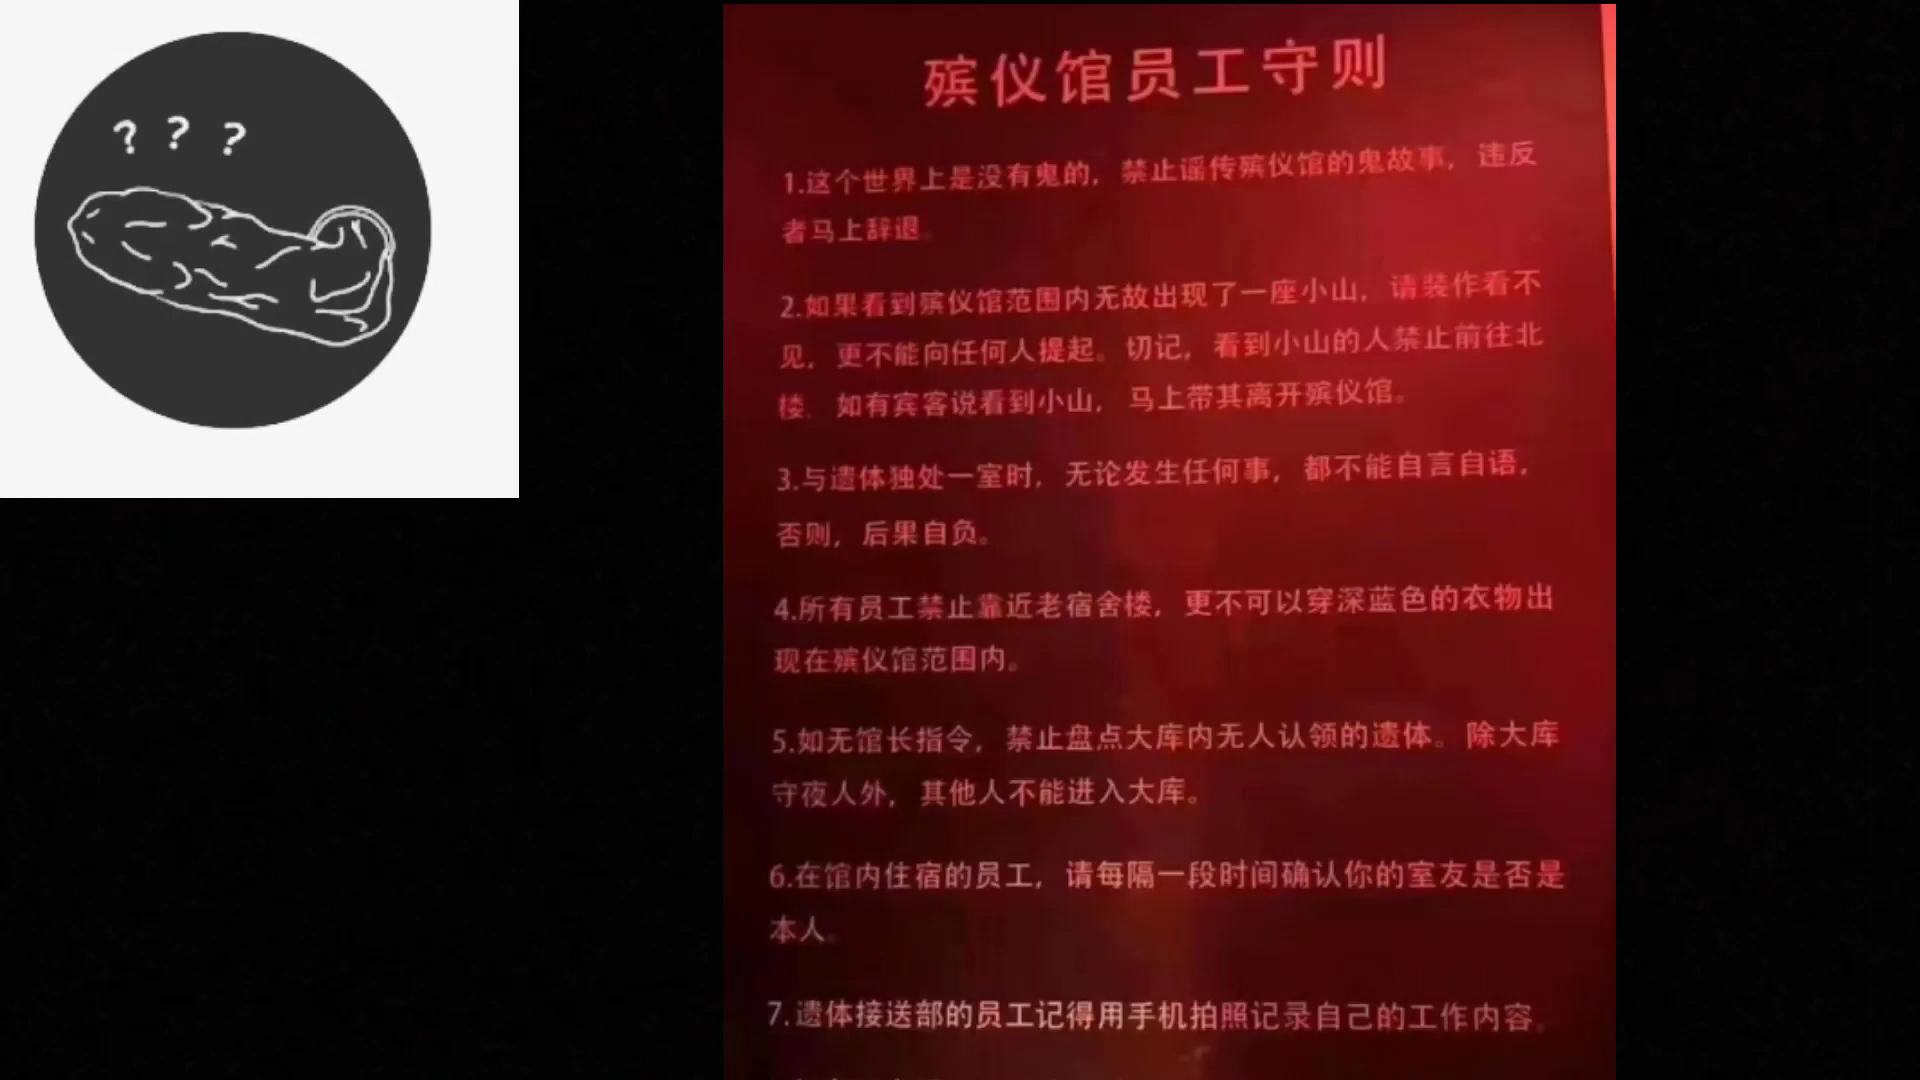 ? ? ?
殡仪馆员工守则
1.这个世界上是没有鬼的，禁止谣传殡仪馆的鬼故事，违反
者马上辞退。
2.如果看到殡仪馆范围内无故出现了一座小山，请装作看不
见，更不能向任何人提起。切记，看到小山的人禁止前往北
楼。如有宾客说看到小山，马上带其离开殡仪馆。
3.与遗体独处一室时，无论发生任何事，都不能自言自语，
否则，后果自负。
4.所有员工禁止靠近老宿舍楼，更不可以穿深蓝色的衣物出
现在殡仪馆范围内。
5.如无馆长指令，禁止盘点大库内无人认领的遗体。除大库
守夜人外，其他人不能进入大库。
6.在馆内住宿的员工，请每隔一段时间确认你的室友是否是
本人。
7.遗体接送部的员工记得用手机拍照记录自己的工作内容。